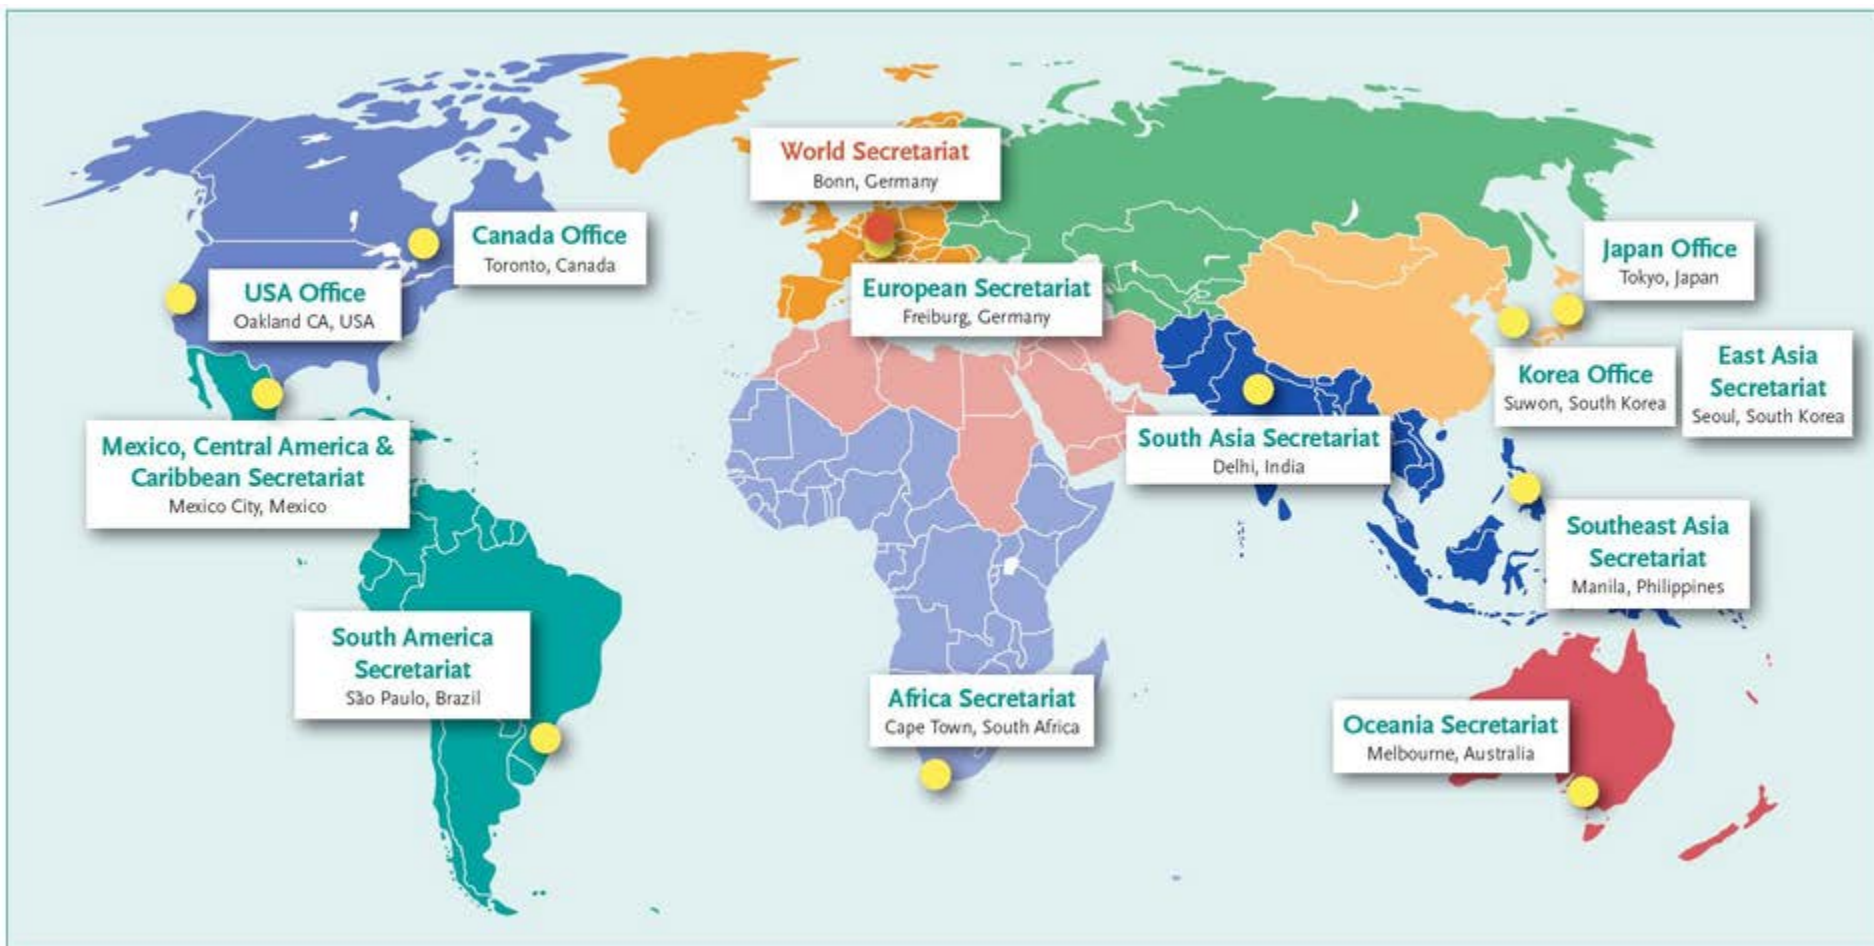 World Secretariat
Bonn, Germany
Canada Office
Toronto, Canada
USA Office
Oakland CA, USA
European Secretariat
Freiburg, Germany
Japan Office
Tokyo, Japan
Korea Office
Suwon, South Korea
East Asia
Secretariat
Seoul, South Korea
Mexico, Central America &
Caribbean Secretariat
Mexico City, Mexico
South Asia Secretariat
Delhi, India
Southeast Asia
Secretariat
Manila, Philippines
South America
Secretariat
São Paulo, Brazil
Africa Secretariat
Cape Town, South Africa
Oceania Secretariat
Melbourne, Australia